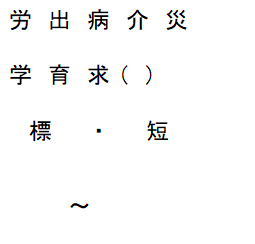 労 出 病 介 災
学 育 求 ( )
標 ・ 短
～